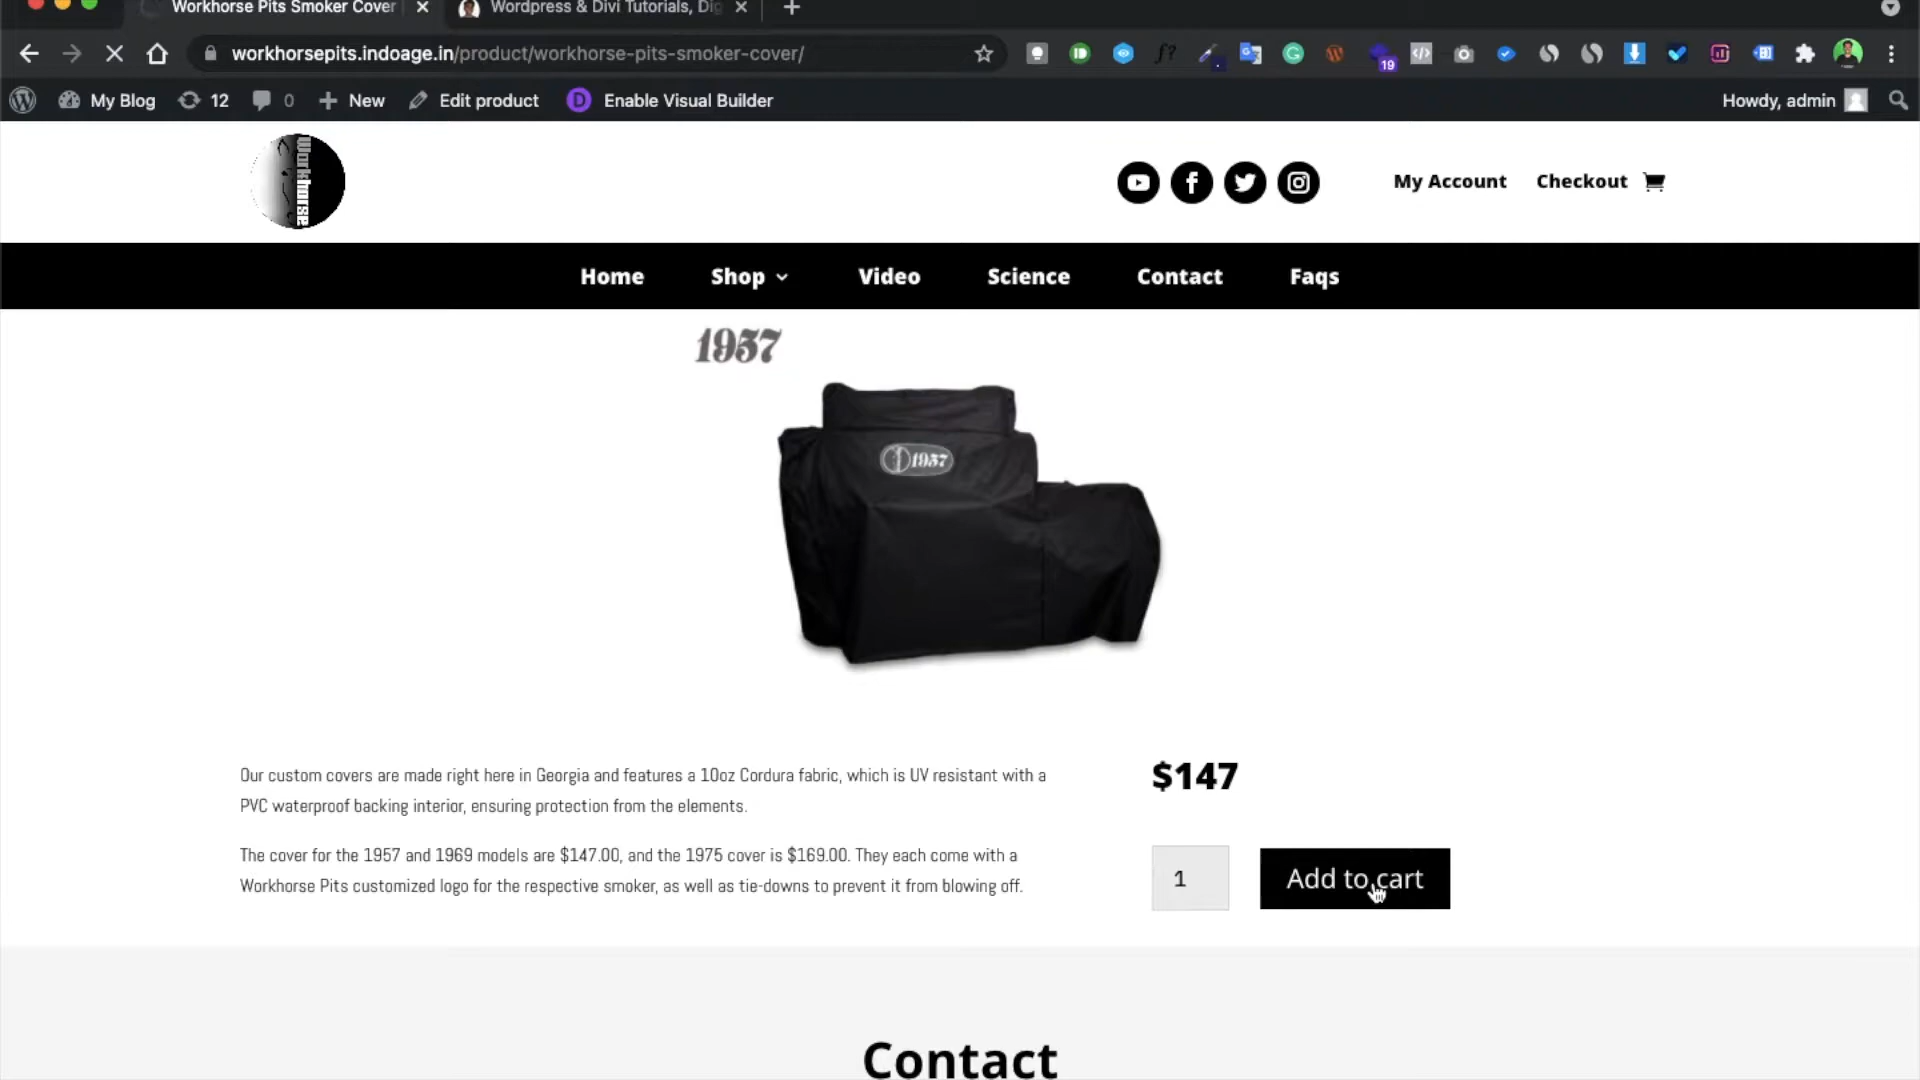 Workhorse Pits Smoker Cover
Wordpress & Divi Tutorials, Dig
workhorsepits.indoage.in/product/workhorse-pits-smoker-cover/
19
My Blog 12 0 New Edit product D Enable Visual Builder
Howdy, admin
Workhorse
My Account Checkout
Home Shop Video Science Contact Faqs
1957
1957
Our custom covers are made right here in Georgia and features a 10oz Cordura fabric, which is UV resistant with a
PVC waterproof backing interior, ensuring protection from the elements.
The cover for the 1957 and 1969 models are $147.00, and the 1975 cover is $169.00. They each come with a
Workhorse Pits customized logo for the respective smoker, as well as tie-downs to prevent it from blowing off.
$147
1 Add to cart
Contact